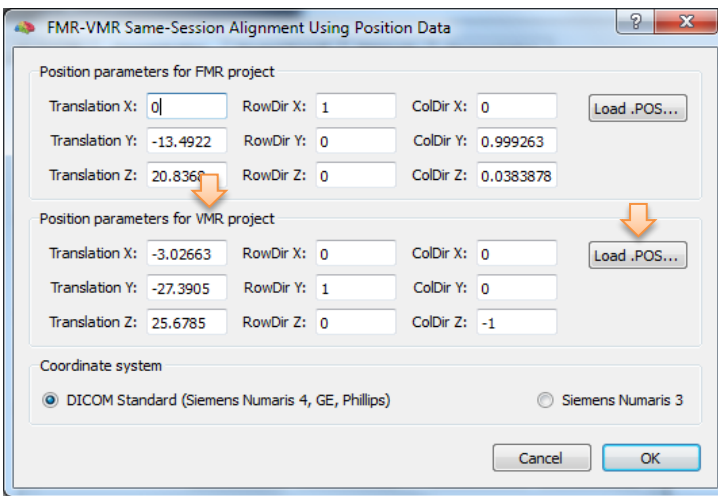 FMR-VMR Same-Session Alignment Using Position Data
Position parameters for FMR project
Translation X: 0 RowDir X: 1 ColDir X: 0 Load .POS...
Translation Y: -13.4922 RowDir Y: 0 ColDir Y: 0.999263
Translation Z: 20.8368 RowDir Z: 0 ColDir Z: 0.0383878
Position parameters for VMR project
Translation X: -3.02663 RowDir X: 0 ColDir X: 0 Load .POS...
Translation Y: -27.3905 RowDir Y: 1 ColDir Y: 0
Translation Z: 25.6785 RowDir Z: 0 ColDir Z: -1
Coordinate system
DICOM Standard (Siemens Numaris 4, GE, Phillips) Siemens Numaris 3
Cancel OK